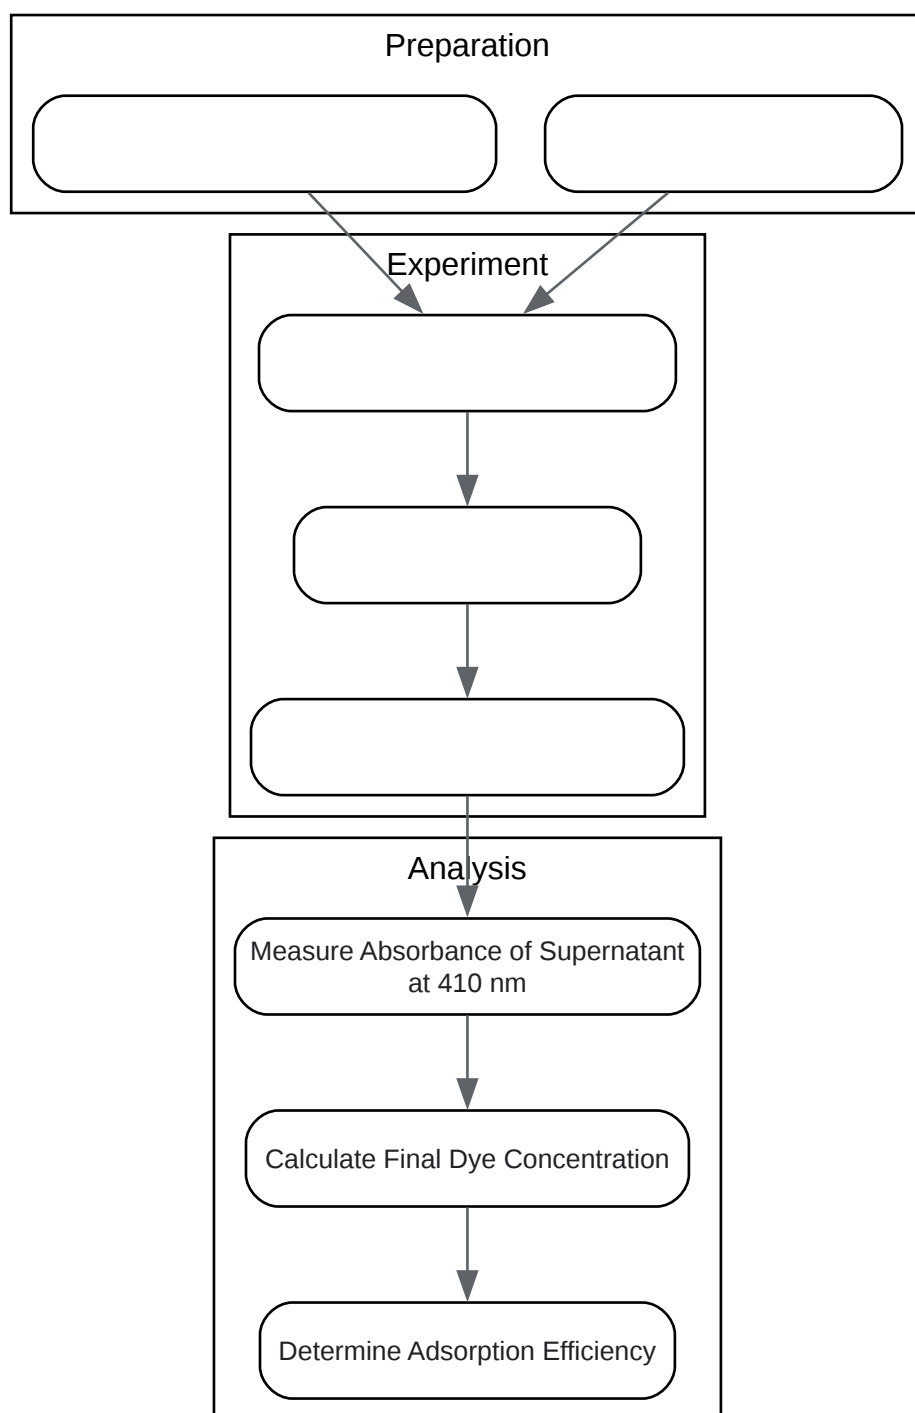 Preparation
Experiment
Analysis
Measure Absorbance of Supernatant
at 410 nm
Calculate Final Dye Concentration
Determine Adsorption Efficiency